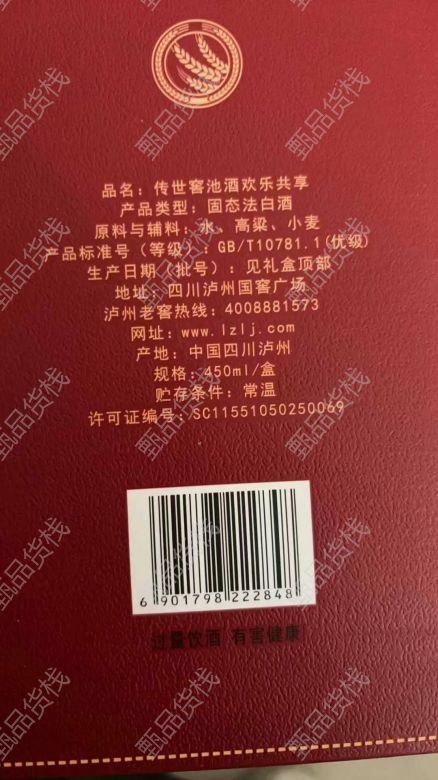 品名：传世窖池酒欢乐共享
产品类型：固态法白酒
原料与辅料：水、高粱、小麦
产品标准号（等级）：GB/T10781.1(优级)
生产日期（批号）：见礼盒顶部
地址：四川泸州国窖广场
泸州老窖热线：4008881573
网址：www.lzlj.com
产地：中国四川泸州
规格：450ml/盒
贮存条件：常温
许可证编号：SC11551050250069
6 901798 222848
过量饮酒 有害健康
甄品货栈